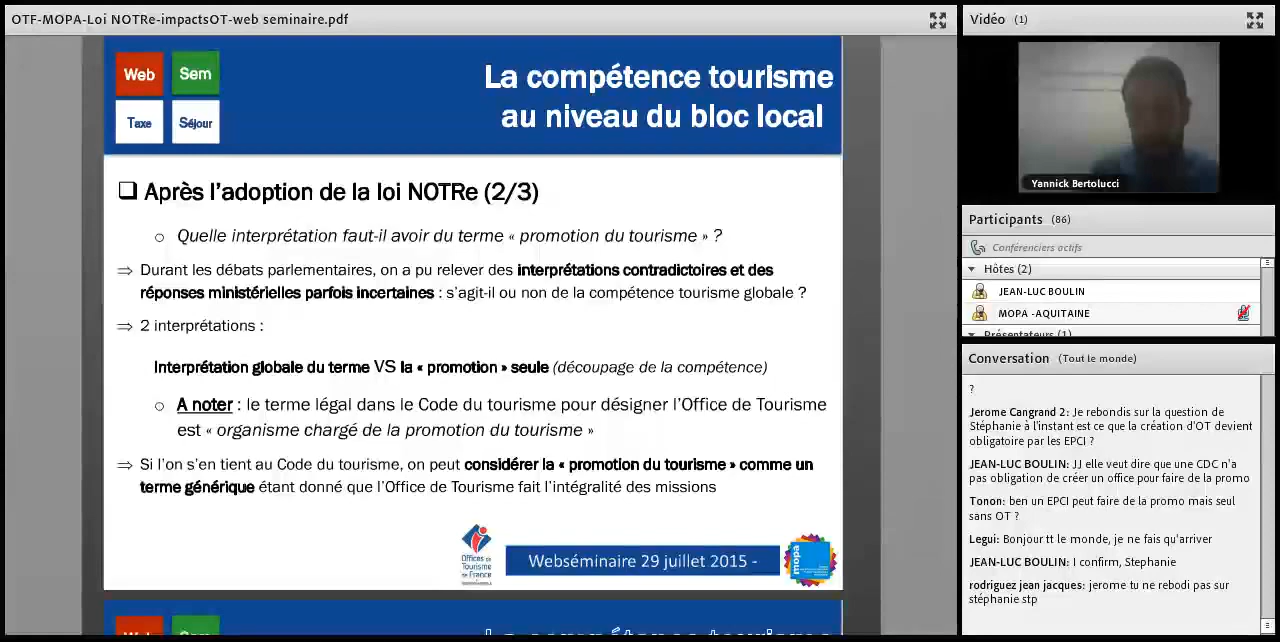 OTF-MOPA-Loi NOTRe-impactsOT-web seminaire.pdf
Web
Sem
Taxe
Séjour
La compétence tourisme
au niveau du bloc local
Après l'adoption de la loi NOTRe (2/3)
Quelle interprétation faut-il avoir du terme « promotion du tourisme » ?
⇒ Durant les débats parlementaires, on a pu relever des interprétations contradictoires et des
réponses ministérielles parfois incertaines : s'agit-il ou non de la compétence tourisme globale ?
⇒ 2 interprétations :
Interprétation globale du terme VS la « promotion » seule (découpage de la compétence)
A noter : le terme légal dans le Code du tourisme pour désigner l'Office de Tourisme
est « organisme chargé de la promotion du tourisme »
⇒ Si l'on s'en tient au Code du tourisme, on peut considérer la « promotion du tourisme » comme un
terme générique étant donné que l'Office de Tourisme fait l'intégralité des missions
Offices de
Tourisme
de France
Webséminaire 29 juillet 2015 -
mopa
Web
Sem
La compétence tourisme
Vidéo (1)
Yannick Bertolucci
Participants (86)
Conférenciers actifs
Hôtes (2)
JEAN-LUC BOULIN
MOPA -AQUITAINE
Présentateurs (1)
Conversation (Tout le monde)
?
Jerome Cangrand 2: Je rebondis sur la question de
Stéphanie à l'instant est ce que la création d'OT devient
obligatoire par les EPCI ?
JEAN-LUC BOULIN: JJ elle veut dire que une CDC n'a
pas obligation de créer un office pour faire de la promo
Tonon: ben un EPCI peut faire de la promo mais seul
sans OT ?
Legui: Bonjour tt le monde, je ne fais qu'arriver
JEAN-LUC BOULIN: I confirm, Stephanie
rodriguez jean jacques: jerome tu ne rebodi pas sur
stéphanie stp